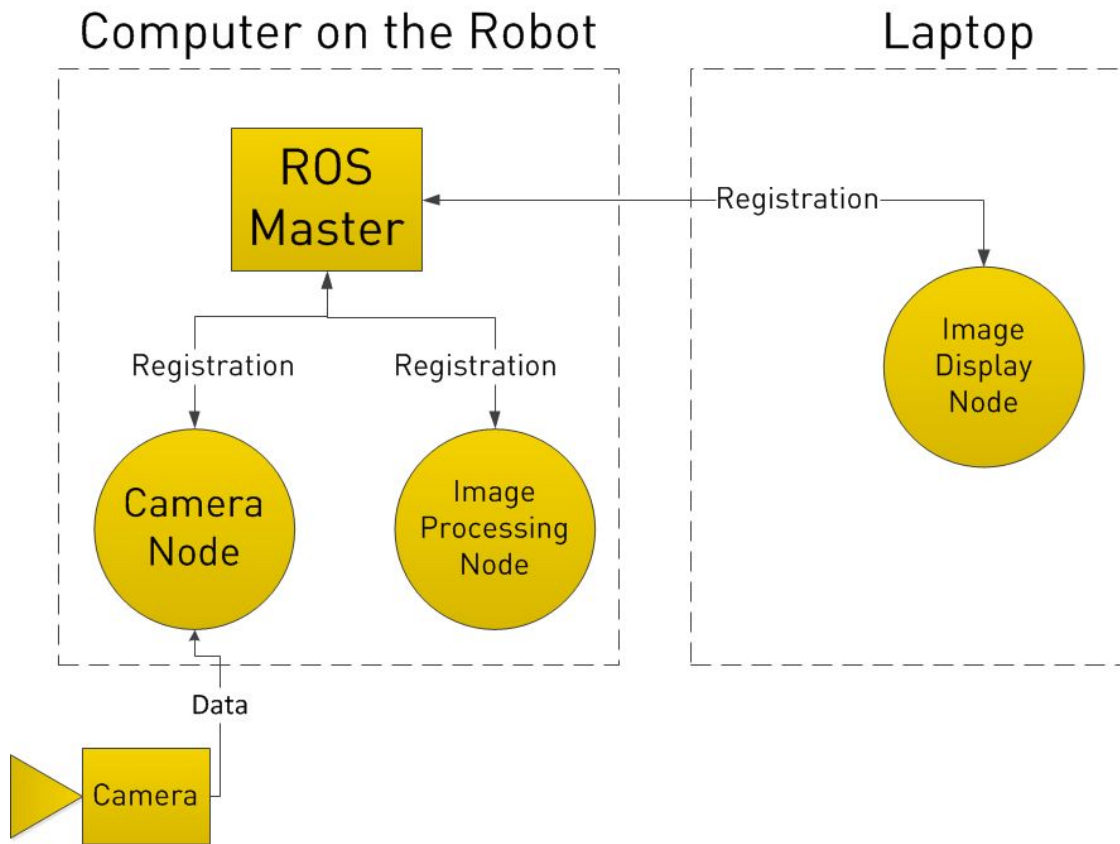 Computer on the Robot
Laptop
ROS
Master
Registration
Registration
Registration
Image
Display
Node
Camera
Node
Image
Processing
Node
Data
Camera